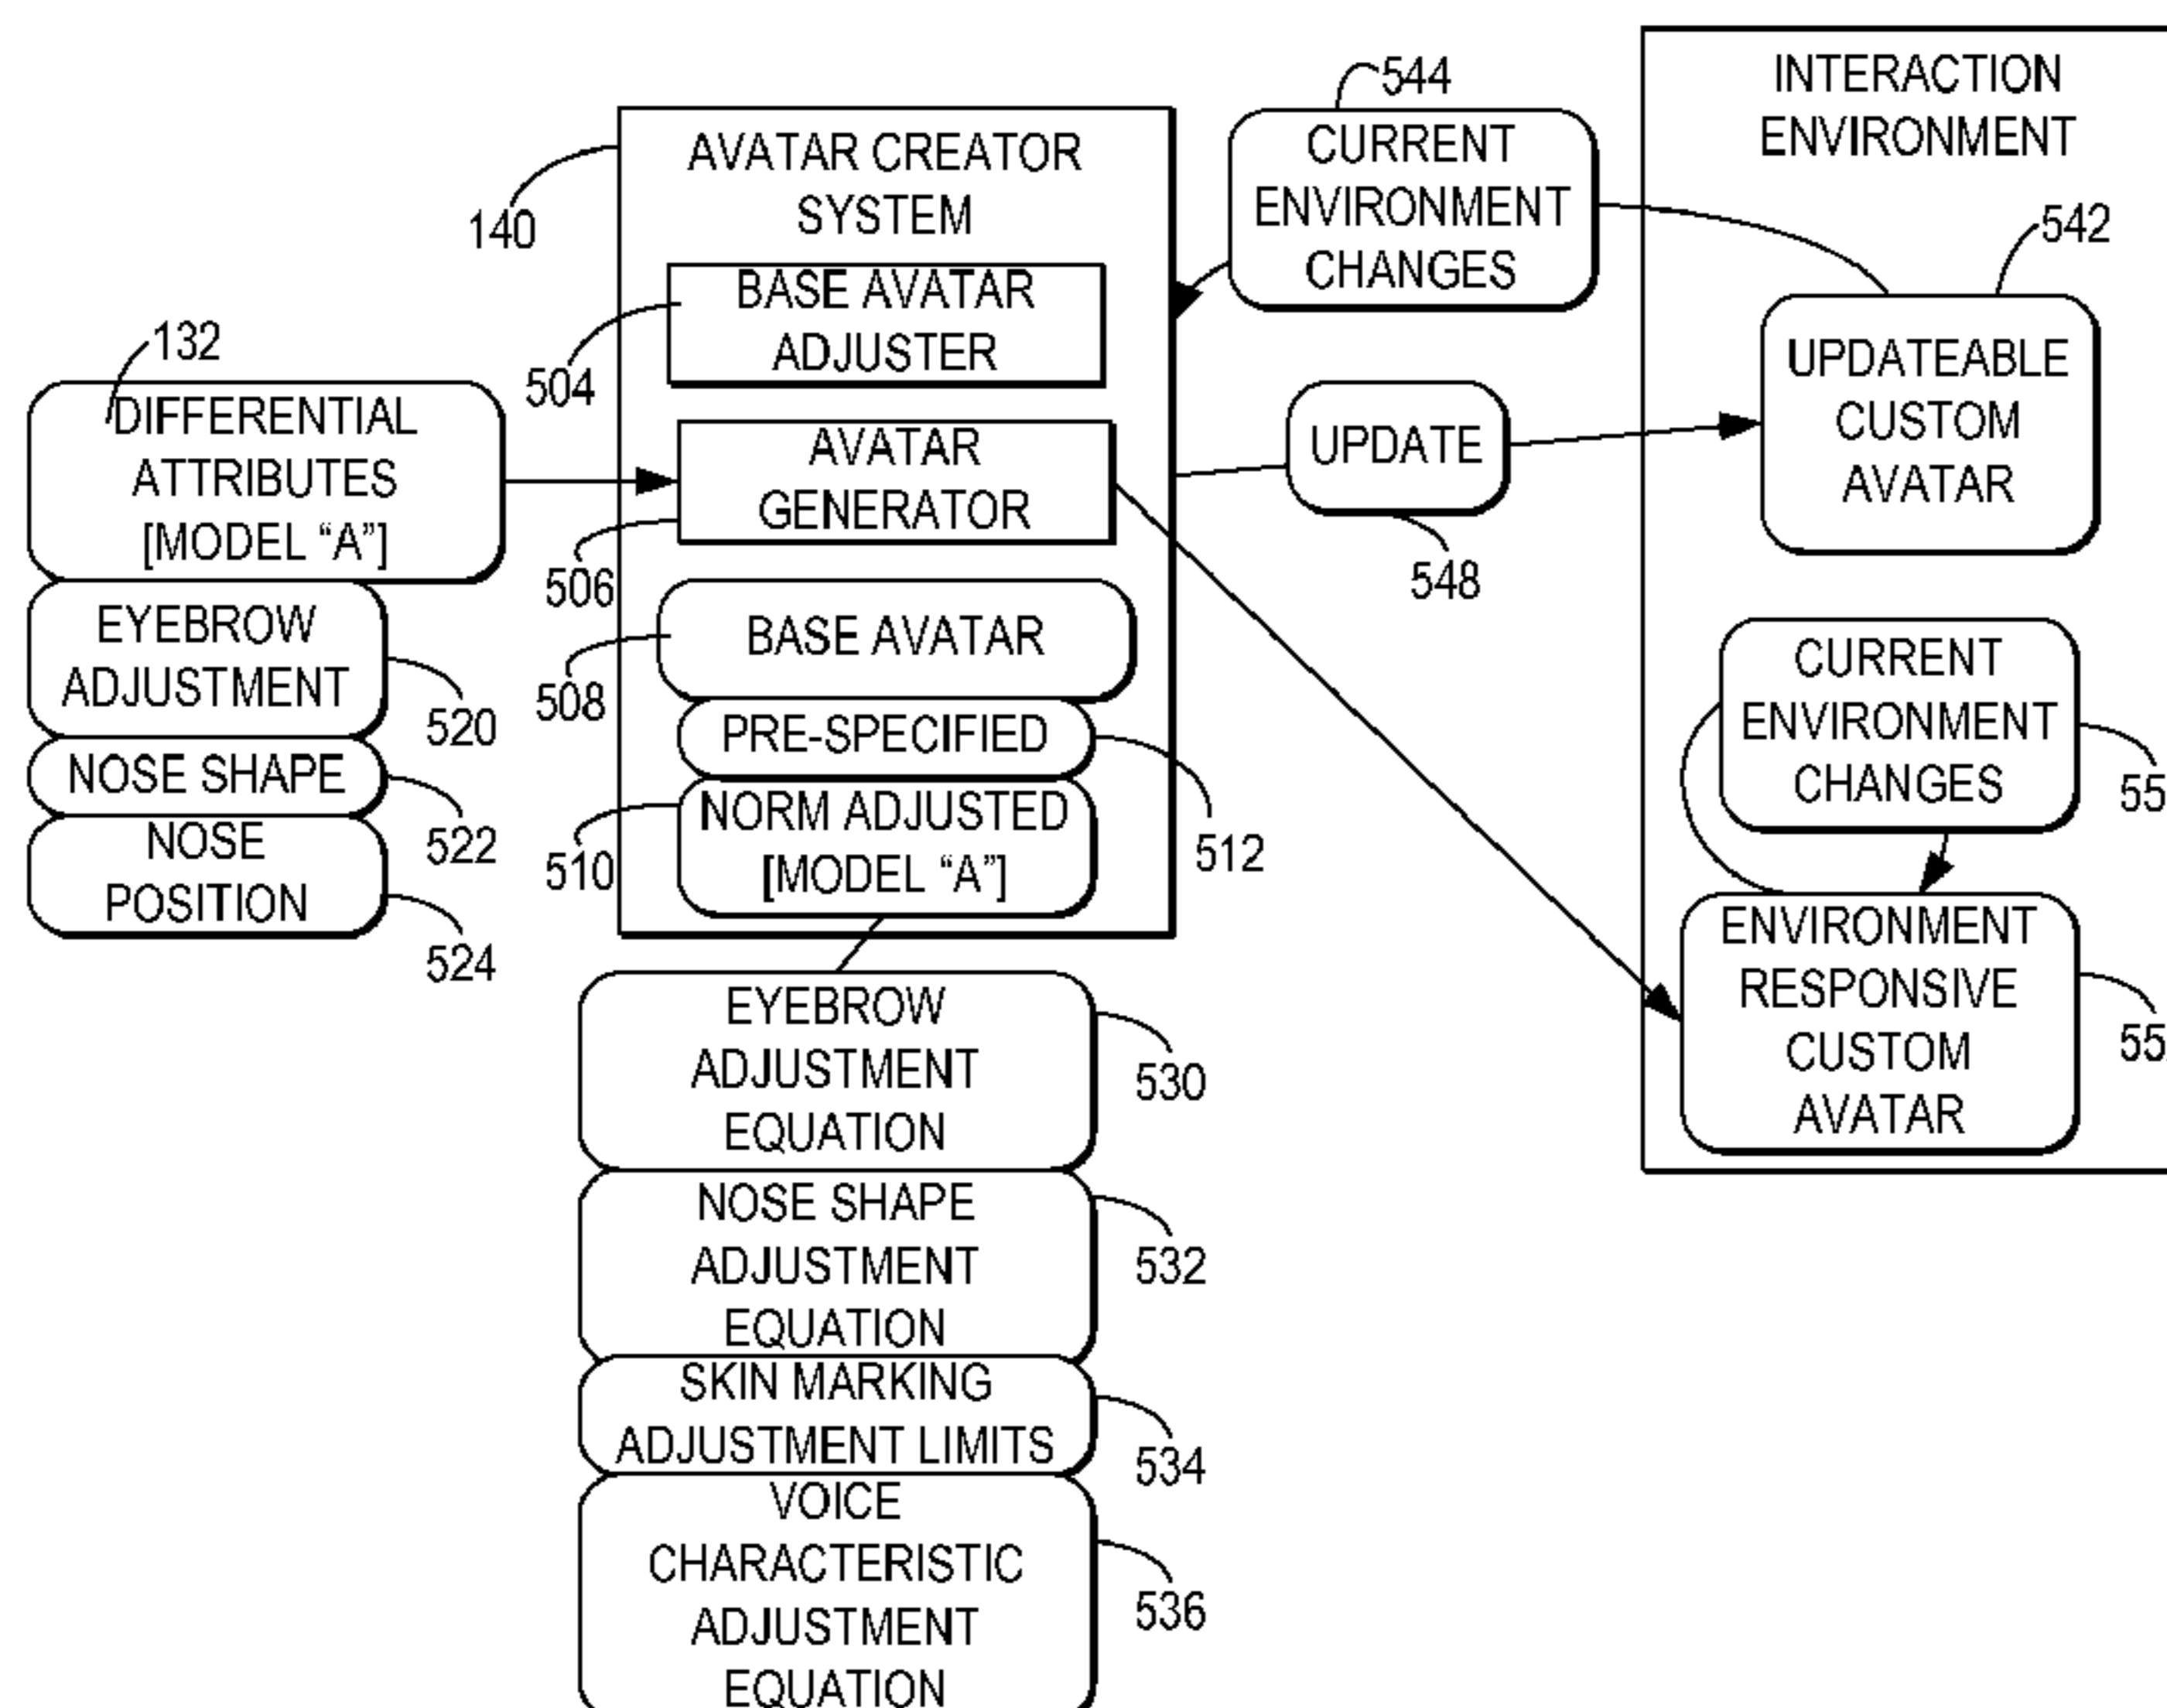 132
DIFFERENTIAL
ATTRIBUTES
[MODEL “A”]
EYEBROW
ADJUSTMENT
520
NOSE SHAPE
522
NOSE
POSITION
524
140
AVATAR CREATOR
SYSTEM
BASE AVATAR
ADJUSTER
504
AVATAR
GENERATOR
506
BASE AVATAR
508
PRE-SPECIFIED
512
NORM ADJUSTED
[MODEL “A”]
510
EYEBROW
ADJUSTMENT
EQUATION
530
NOSE SHAPE
ADJUSTMENT
EQUATION
532
SKIN MARKING
ADJUSTMENT LIMITS
534
VOICE
CHARACTERISTIC
ADJUSTMENT
EQUATION
536
544
CURRENT
ENVIRONMENT
CHANGES
UPDATE
548
INTERACTION
ENVIRONMENT
542
UPDATEABLE
CUSTOM
AVATAR
CURRENT
ENVIRONMENT
CHANGES
ENVIRONMENT
RESPONSIVE
CUSTOM
AVATAR